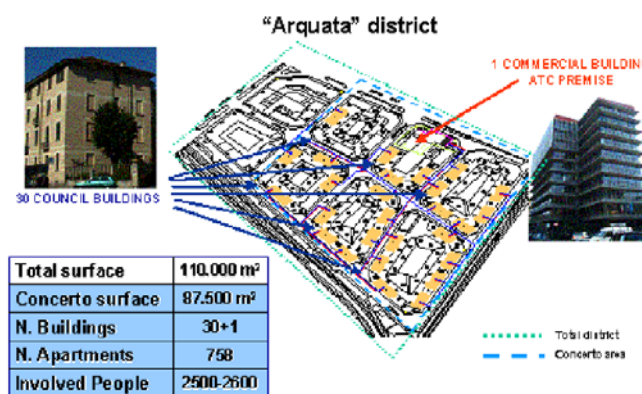 “Arquata” district
1 COMMERCIAL BUILDIN
ATC PREMISE
30 COUNCIL BUILDINGS
Total surface 110.000 m²
Concerto surface 87.500 m²
N. Buildings 30+1
N. Apartments 758
Involved People 2500-2600
Total district
Concerto area